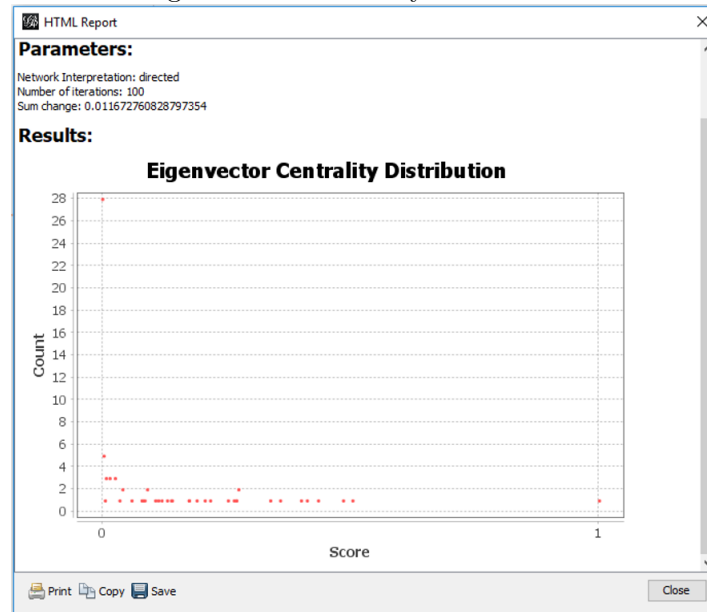 HTML Report
Parameters:
Network Interpretation: directed
Number of iterations: 100
Sum change: 0.011672760828797354
Results:
Eigenvector Centrality Distribution
28
26
24
22
20
18
16
14
12
10
8
6
4
2
0
Count
0
1
Score
Print Copy Save Close